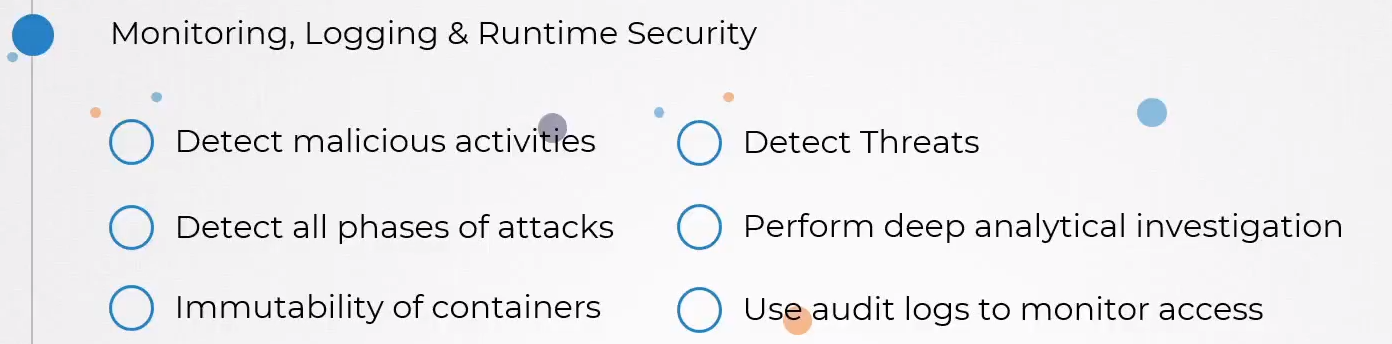 Monitoring, Logging & Runtime Security
Detect malicious activities
Detect Threats
Detect all phases of attacks
Perform deep analytical investigation
Immutability of containers
Use audit logs to monitor access